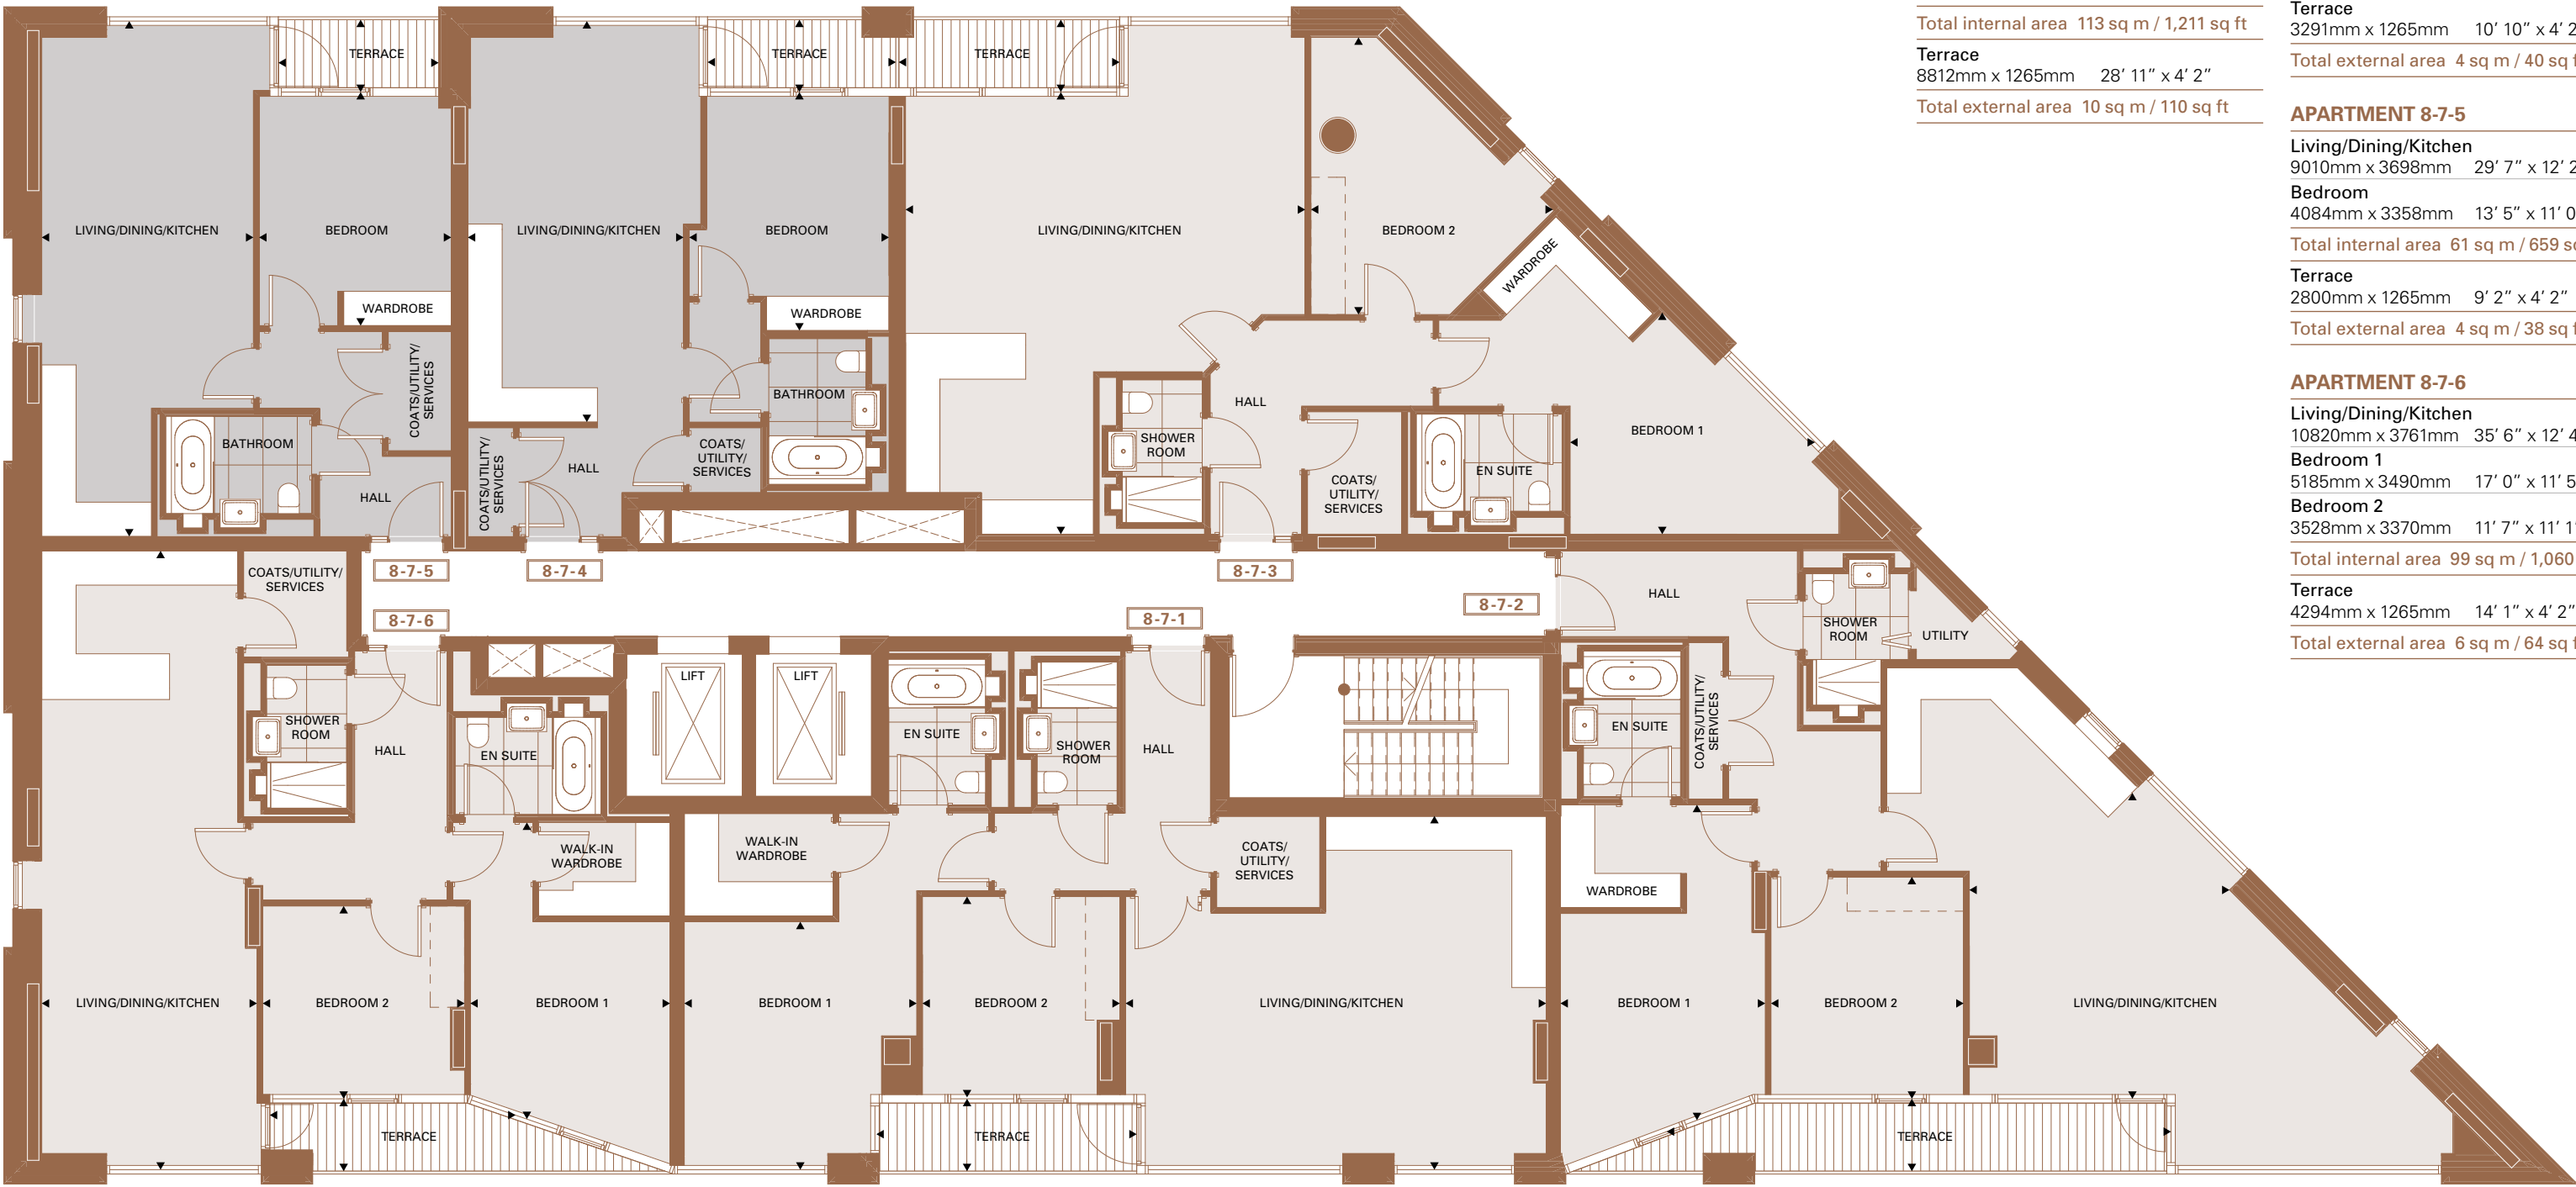 TERRACE
TERRACE
TERRACE
LIVING/DINING/KITCHEN
BEDROOM
LIVING/DINING/KITCHEN
BEDROOM
LIVING/DINING/KITCHEN
BEDROOM 2
WARDROBE
WARDROBE
WARDROBE
COATS/UTILITY/
SERVICES
BATHROOM
BATHROOM
HALL
COATS/UTILITY/
SERVICES
HALL
COATS/
UTILITY/
SERVICES
HALL
SHOWER
ROOM
COATS/
UTILITY/
SERVICES
EN SUITE
BEDROOM 1
COATS/UTILITY/
SERVICES
8-7-5
8-7-4
8-7-3
8-7-6
8-7-1
8-7-2
HALL
SHOWER
ROOM
UTILITY
SHOWER
ROOM
HALL
EN SUITE
LIFT
LIFT
EN SUITE
SHOWER
ROOM
HALL
EN SUITE
COATS/UTILITY/
SERVICES
WALK-IN
WARDROBE
WALK-IN
WARDROBE
COATS/
UTILITY/
SERVICES
WARDROBE
LIVING/DINING/KITCHEN
BEDROOM 2
BEDROOM 1
BEDROOM 1
BEDROOM 2
LIVING/DINING/KITCHEN
BEDROOM 1
BEDROOM 2
LIVING/DINING/KITCHEN
TERRACE
TERRACE
TERRACE
Total internal area 113 sq m / 1,211 sq ft
Terrace
8812mm x 1265mm 28′ 11″ x 4′ 2″
Total external area 10 sq m / 110 sq ft
Terrace
3291mm x 1265mm 10′ 10″ x 4′ 2
Total external area 4 sq m / 40 sq
APARTMENT 8-7-5
Living/Dining/Kitchen
9010mm x 3698mm 29′ 7″ x 12′ 2
Bedroom
4084mm x 3358mm 13′ 5″ x 11′ 0
Total internal area 61 sq m / 659
Terrace
2800mm x 1265mm 9′ 2″ x 4′ 2″
Total external area 4 sq m / 38 sq
APARTMENT 8-7-6
Living/Dining/Kitchen
10820mm x 3761mm 35′ 6″ x 12′ 4
Bedroom 1
5185mm x 3490mm 17′ 0″ x 11′ 5
Bedroom 2
3528mm x 3370mm 11′ 7″ x 11′
Total internal area 99 sq m / 1,060
Terrace
4294mm x 1265mm 14′ 1″ x 4′ 2″
Total external area 6 sq m / 64 sq